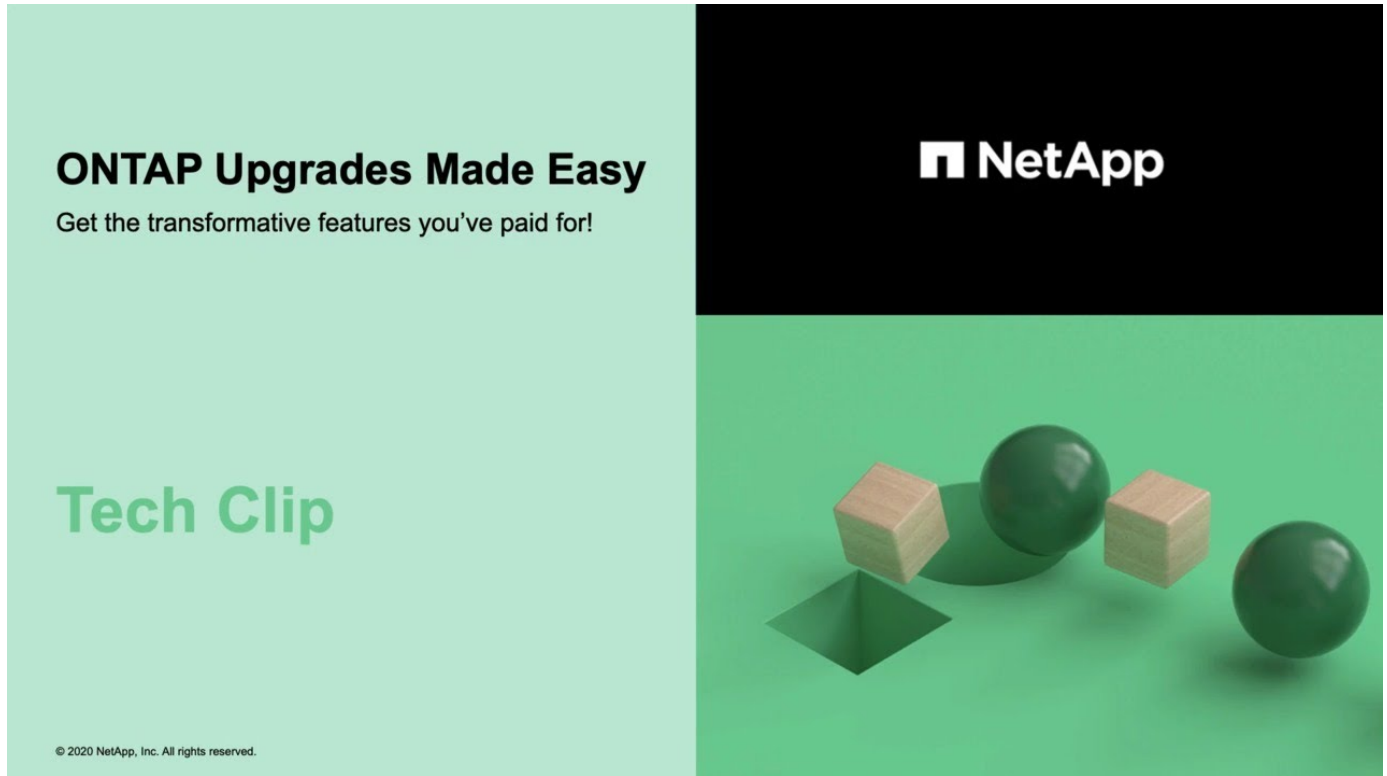 ONTAP Upgrades Made Easy
Get the transformative features you’ve paid for!
NetApp
Tech Clip
© 2020 NetApp, Inc. All rights reserved.